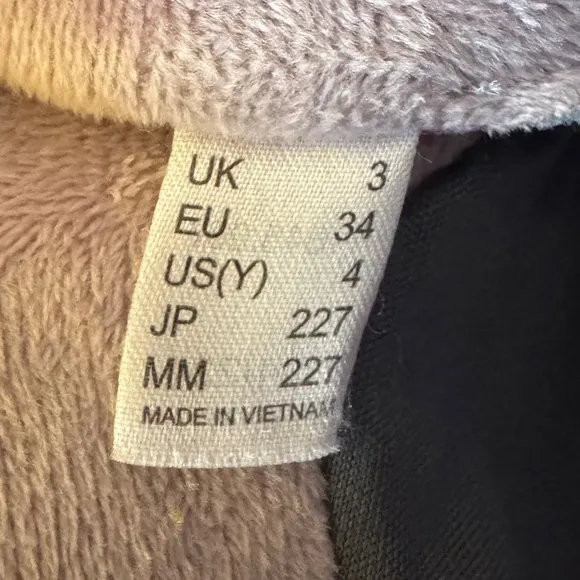 UK 3
EU 34
US(Y) 4
JP 227
MM 227
MADE IN VIETNAM